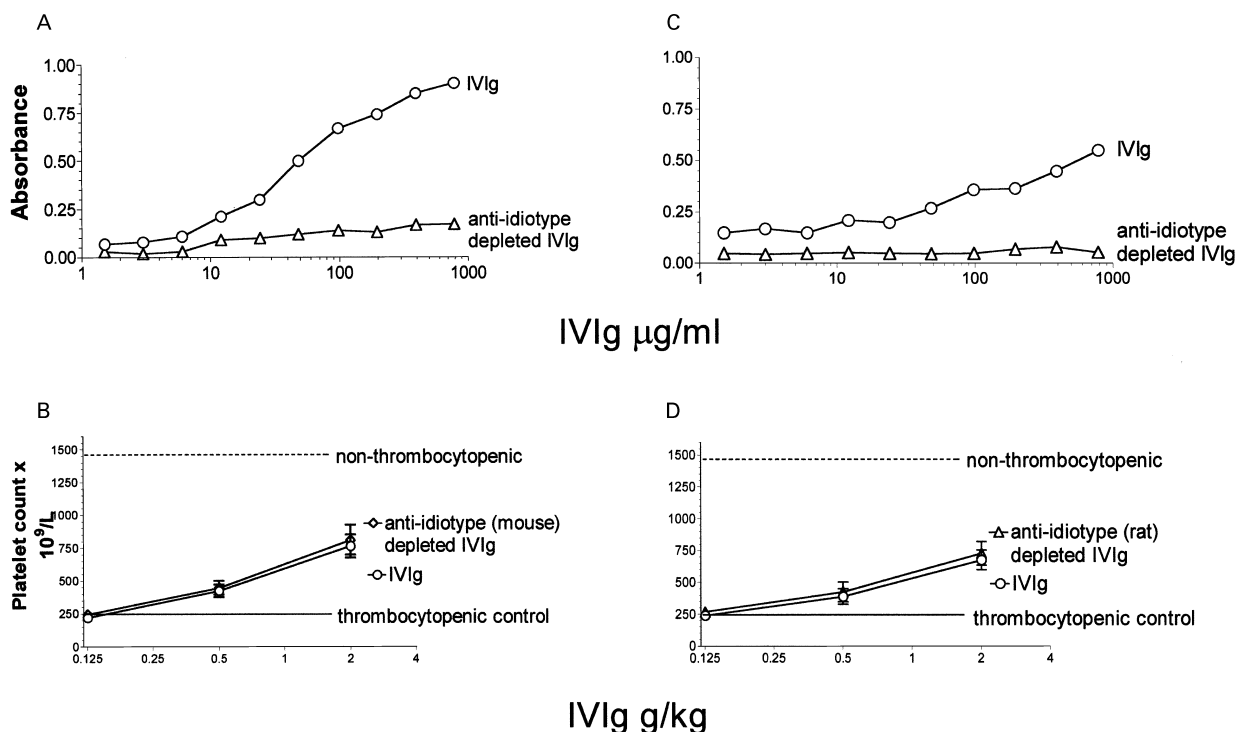 A
1.00
0.75
0.50
0.25
0.00
Absorbance
IVIg
anti-idiotype
depleted IVIg
1
10
100
1000
C
1.00
0.75
0.50
0.25
0.00
IVIg
anti-idiotype
depleted IVIg
1
10
100
1000
IVIg µg/ml
B
Platelet count x
10⁹/L
1500
1250
1000
750
500
250
0
non-thrombocytopenic
anti-idiotype (mouse)
depleted IVIg
IVIg
thrombocytopenic control
0.125
0.25
0.5
1
2
4
D
1500
1250
1000
750
500
250
0
non-thrombocytopenic
anti-idiotype (rat)
depleted IVIg
IVIg
thrombocytopenic control
0.125
0.25
0.5
1
2
4
IVIg g/kg